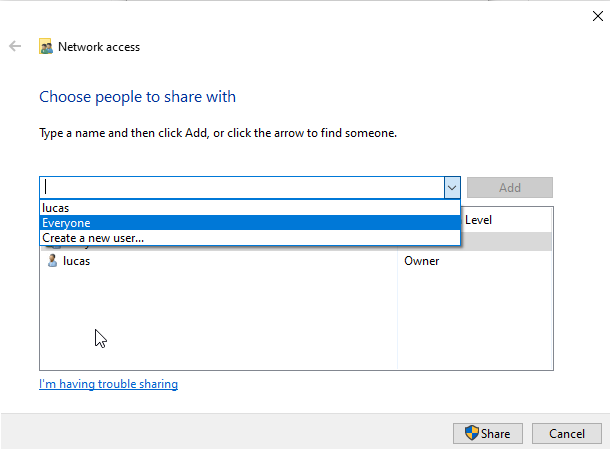 Network access
Choose people to share with
Type a name and then click Add, or click the arrow to find someone.
Add
lucas
Everyone
Create a new user...
Level
lucas Owner
I'm having trouble sharing
Share Cancel